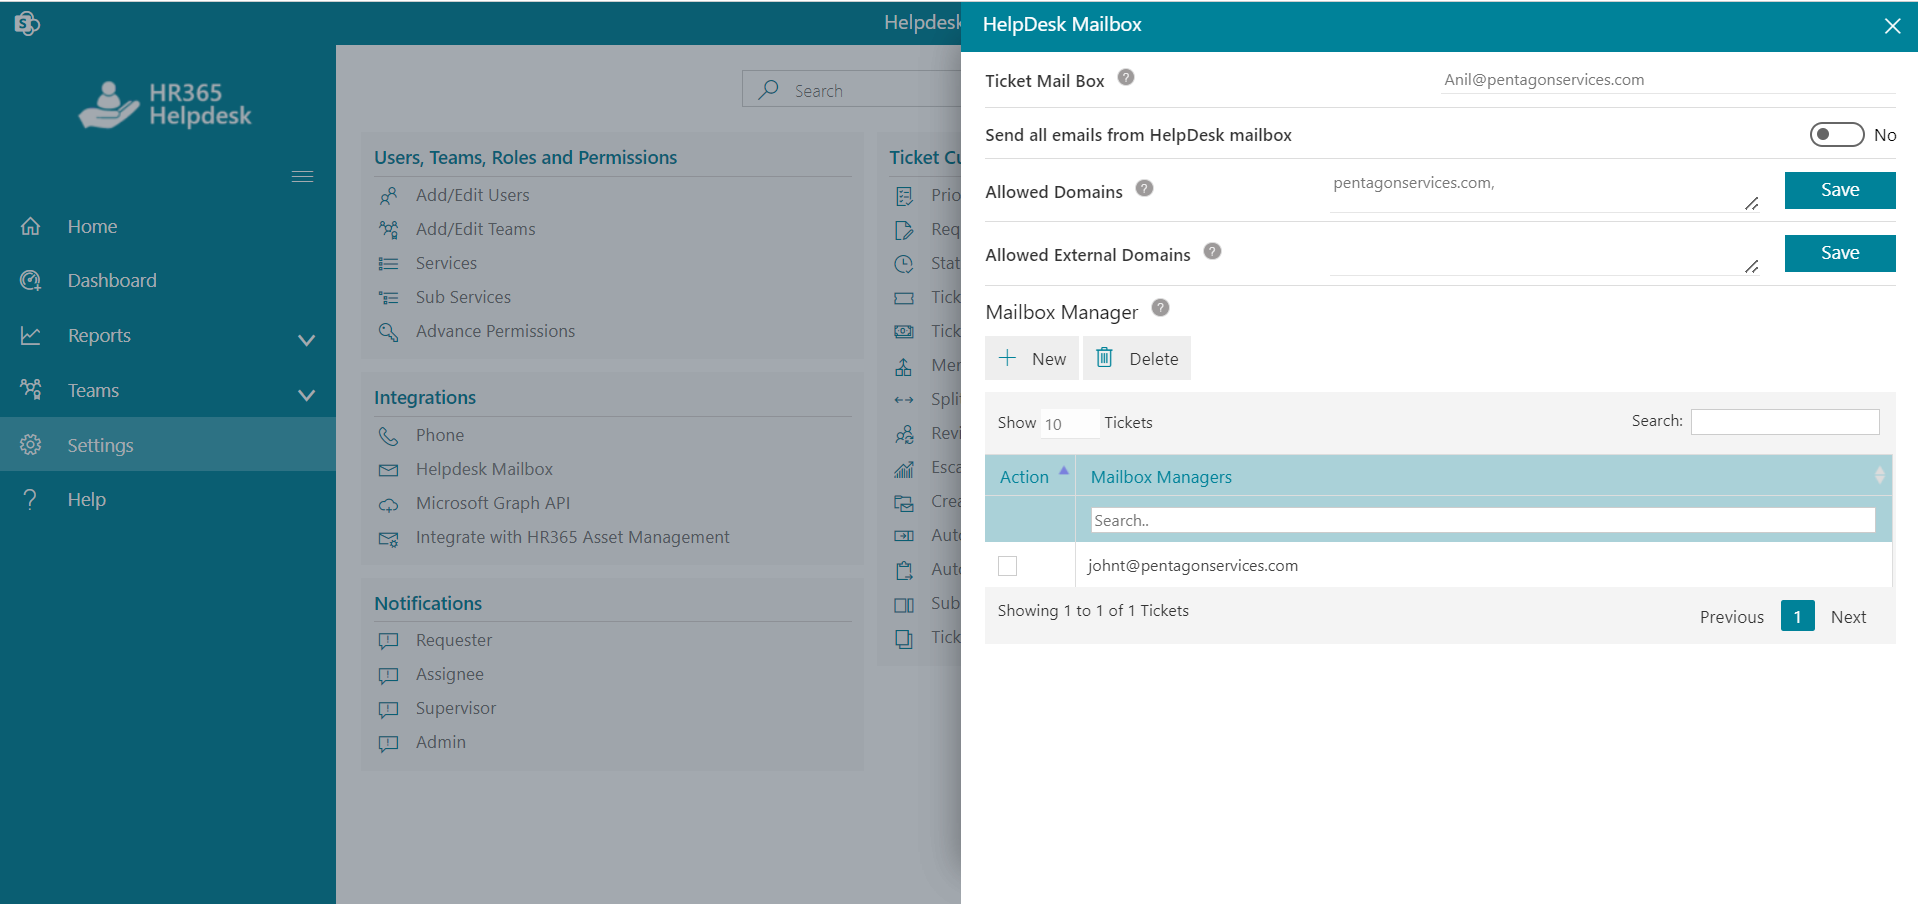 Helpdesk
HR365
Helpdesk
Home
Dashboard
Reports
Teams
Settings
Help
Search
Users, Teams, Roles and Permissions
Add/Edit Users
Add/Edit Teams
Services
Sub Services
Advance Permissions
Integrations
Phone
Helpdesk Mailbox
Microsoft Graph API
Integrate with HR365 Asset Management
Notifications
Requester
Assignee
Supervisor
Admin
Ticket Cu
Prio
Req
Stat
Tick
Tick
Mer
Split
Revi
Esca
Crea
Auto
Auto
Sub
Tick
HelpDesk Mailbox
Ticket Mail Box ?
Anil@pentagonservices.com
Send all emails from HelpDesk mailbox
No
Allowed Domains ?
pentagonservices.com,
Save
Allowed External Domains ?
Save
Mailbox Manager ?
New
Delete
Show 10 Tickets
Search:
Action
Mailbox Managers
Search..
johnt@pentagonservices.com
Showing 1 to 1 of 1 Tickets
Previous 1 Next